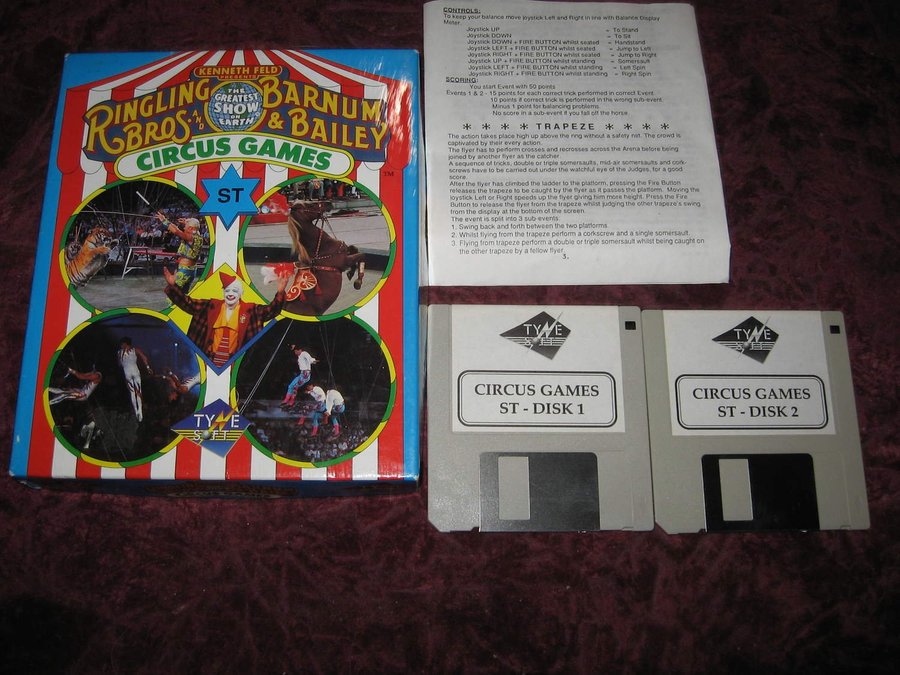 KENNETH FELD
PRESENTS
RINGLING
BROS. AND
THE
GREATEST
SHOW
ON
EARTH
BARNUM
& BAILEY
CIRCUS GAMES
TM
ST
TYNE
SOFT
CONTROLS:
To keep your balance move joystick Left and Right in line with Balance Display
Meter.
Joystick UP = To Stand
Joystick DOWN = To Sit
Joystick DOWN + FIRE BUTTON whilst seated = Handstand
Joystick LEFT + FIRE BUTTON whilst seated = Jump to Left
Joystick RIGHT + FIRE BUTTON whilst seated = Jump to Right
Joystick UP + FIRE BUTTON whilst standing = Somersault
Joystick LEFT + FIRE BUTTON whilst standing = Left Spin
Joystick RIGHT + FIRE BUTTON whilst standing = Right Spin
SCORING:
You start Event with 50 points
Events 1 & 2 - 15 points for each correct trick performed in correct Event
10 points if correct trick is performed in the wrong sub-event.
Minus 1 point for balancing problems.
No score in a sub-event if you fall off the horse.
* * * * TRAPEZE * * * *
The action takes place high up above the ring without a safety net. The crowd is
captivated by their every action.
The flyer has to perform crosses and recrosses across the Arena before being
joined by another flyer as the catcher.
A sequence of tricks, double or triple somersaults, mid-air somersaults and cork-
screws have to be carried out under the watchful eye of the Judges, for a good
score.
After the flyer has climbed the ladder to the platform, pressing the Fire Button
releases the trapeze to be caught by the flyer as it passes the platform. Moving the
joystick Left or Right speeds up the flyer giving him more height. Press the Fire
Button to release the flyer from the trapeze whilst judging the other trapeze's swing
from the display at the bottom of the screen.
The event is split into 3 sub-events
1. Swing back and forth between the two platforms.
2. Whilst flying from the trapeze perform a corkscrew and a single somersault.
3. Flying from trapeze perform a double or triple somersault whilst being caught on
the other trapeze by a fellow flyer.
3.
TYNE
SOFT
CIRCUS GAMES
ST - DISK 1
TYNE
SOFT
CIRCUS GAMES
ST - DISK 2